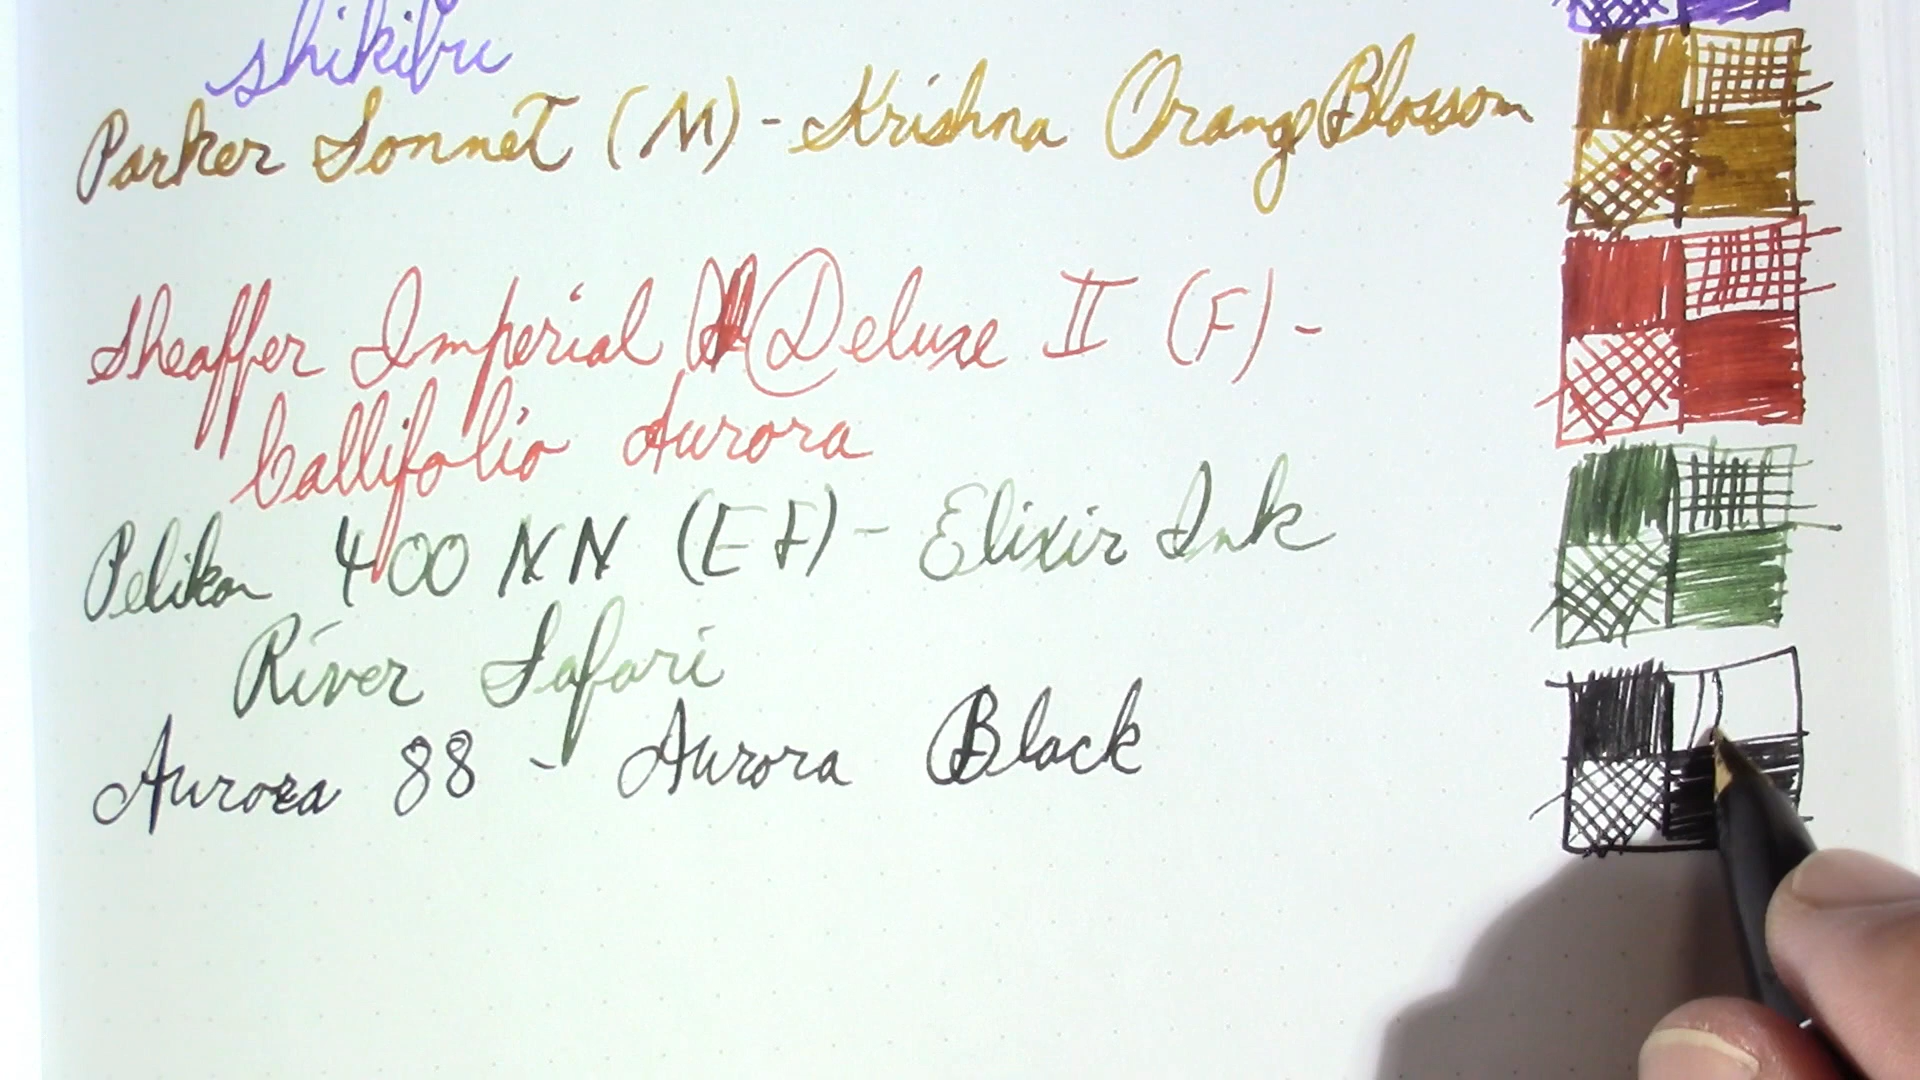 shikibu
Parker Sonnet (M) - Krishna Orange Blossom
Sheaffer Imperial Deluxe II (F) -
Callifolio Aurora
Pelikan 400 NN (EF) - Elixir Ink
River Safari
Aurora 88 - Aurora Black